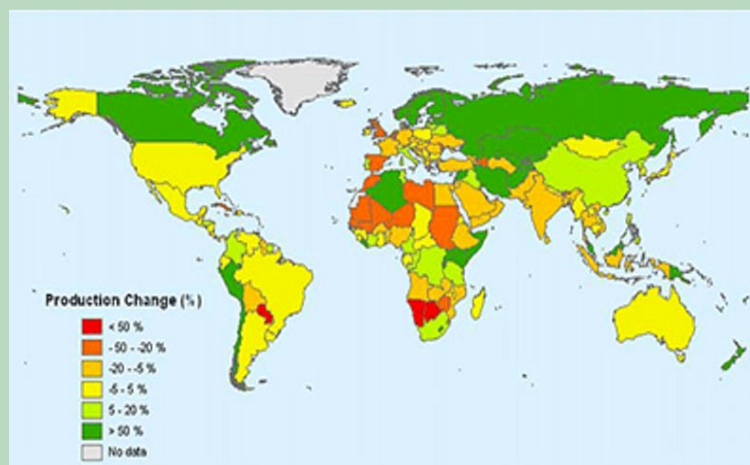 Production Change (%)
< 50 %
- 50 - -20 %
-20 - -5 %
-5 - 5 %
5 - 20 %
> 50 %
No data